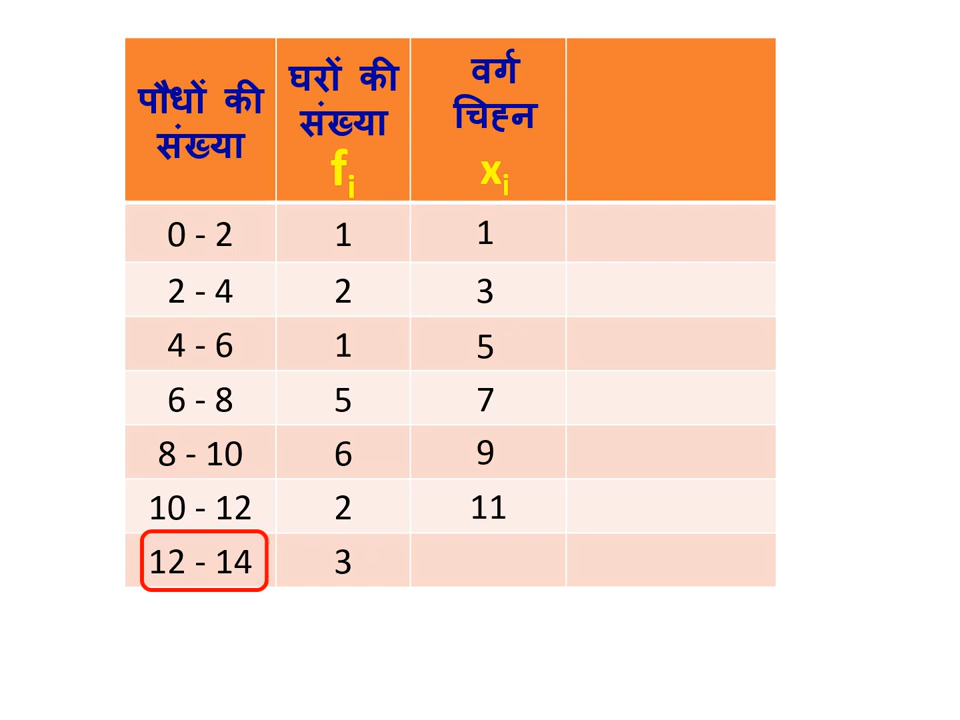 पौधों की संख्या
घरों की संख्या fi
वर्ग चिह्न xi
0 - 2 1 1
2 - 4 2 3
4 - 6 1 5
6 - 8 5 7
8 - 10 6 9
10 - 12 2 11
12 - 14 3